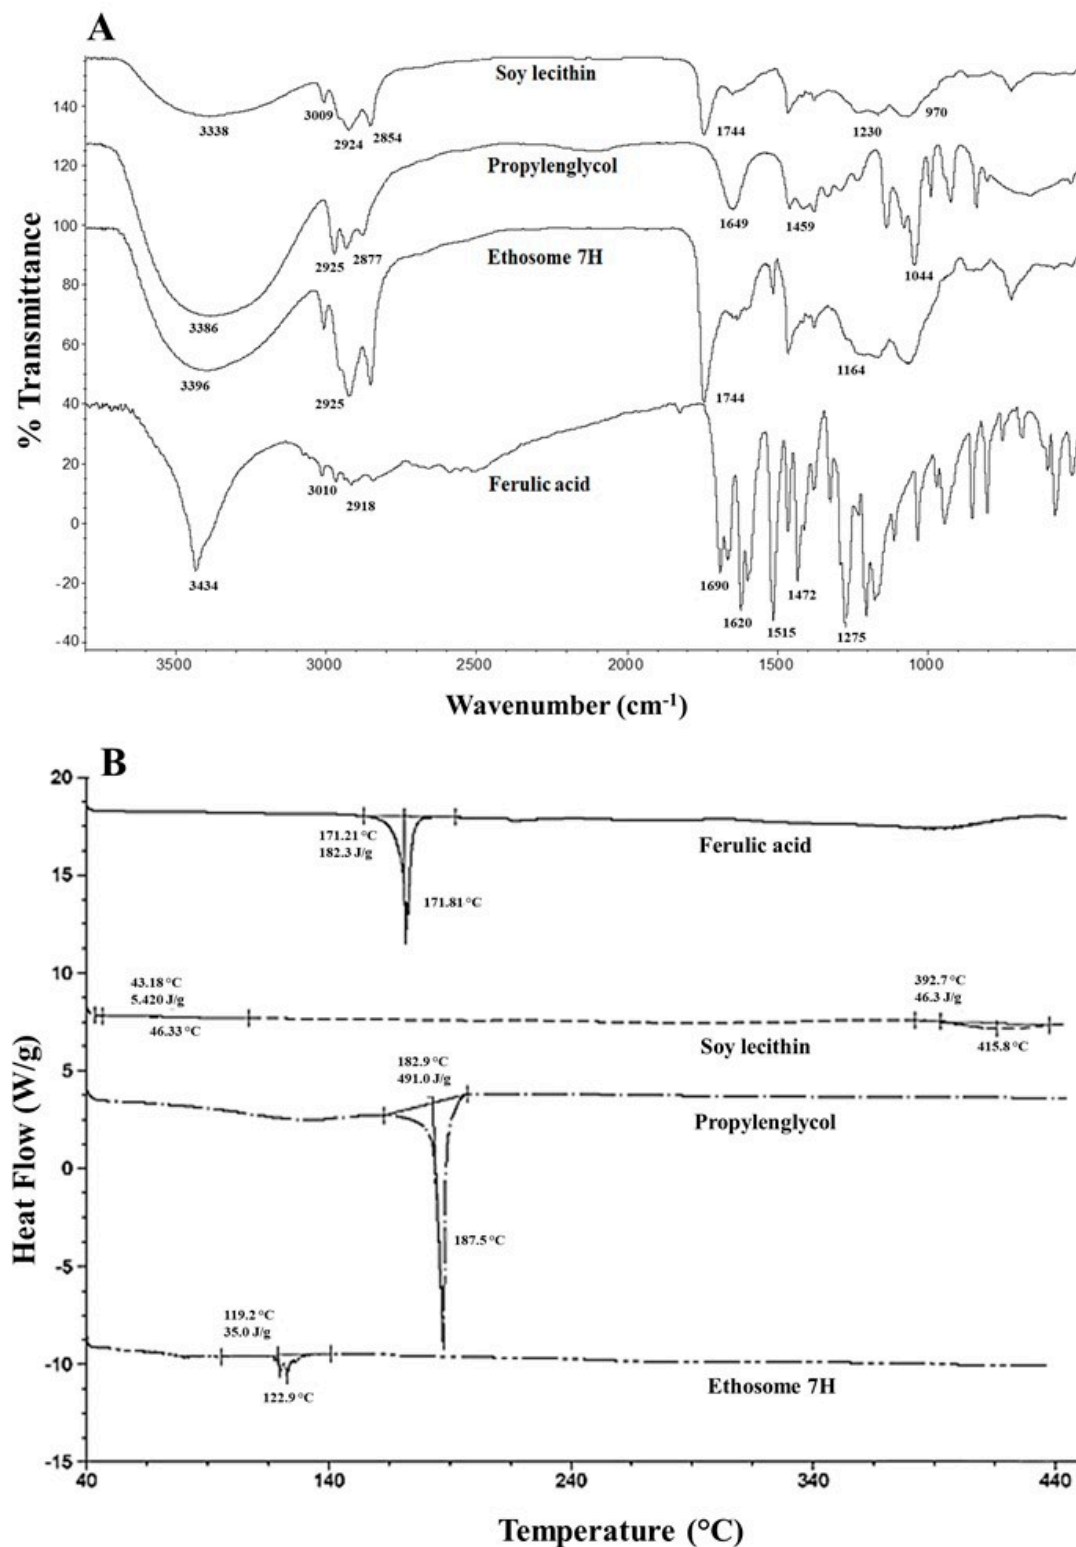 A
Soy lecithin
3338
3009
2924
2854
1744
1230
970
Propylenglycol
3386
2925
2877
1649
1459
1044
Ethosome 7H
3396
2925
1744
1164
Ferulic acid
3434
3010
2918
1690
1620
1515
1472
1275
% Transmittance
140
120
100
80
60
40
20
0
-20
-40
3500
3000
2500
2000
1500
1000
Wavenumber (cm⁻¹)
B
Heat Flow (W/g)
20
15
10
5
0
-5
-10
-15
171.21 °C
182.3 J/g
171.81 °C
Ferulic acid
43.18 °C
5.420 J/g
46.33 °C
392.7 °C
46.3 J/g
415.8 °C
Soy lecithin
182.9 °C
491.0 J/g
187.5 °C
Propylenglycol
119.2 °C
35.0 J/g
122.9 °C
Ethosome 7H
40
140
240
340
440
Temperature (°C)